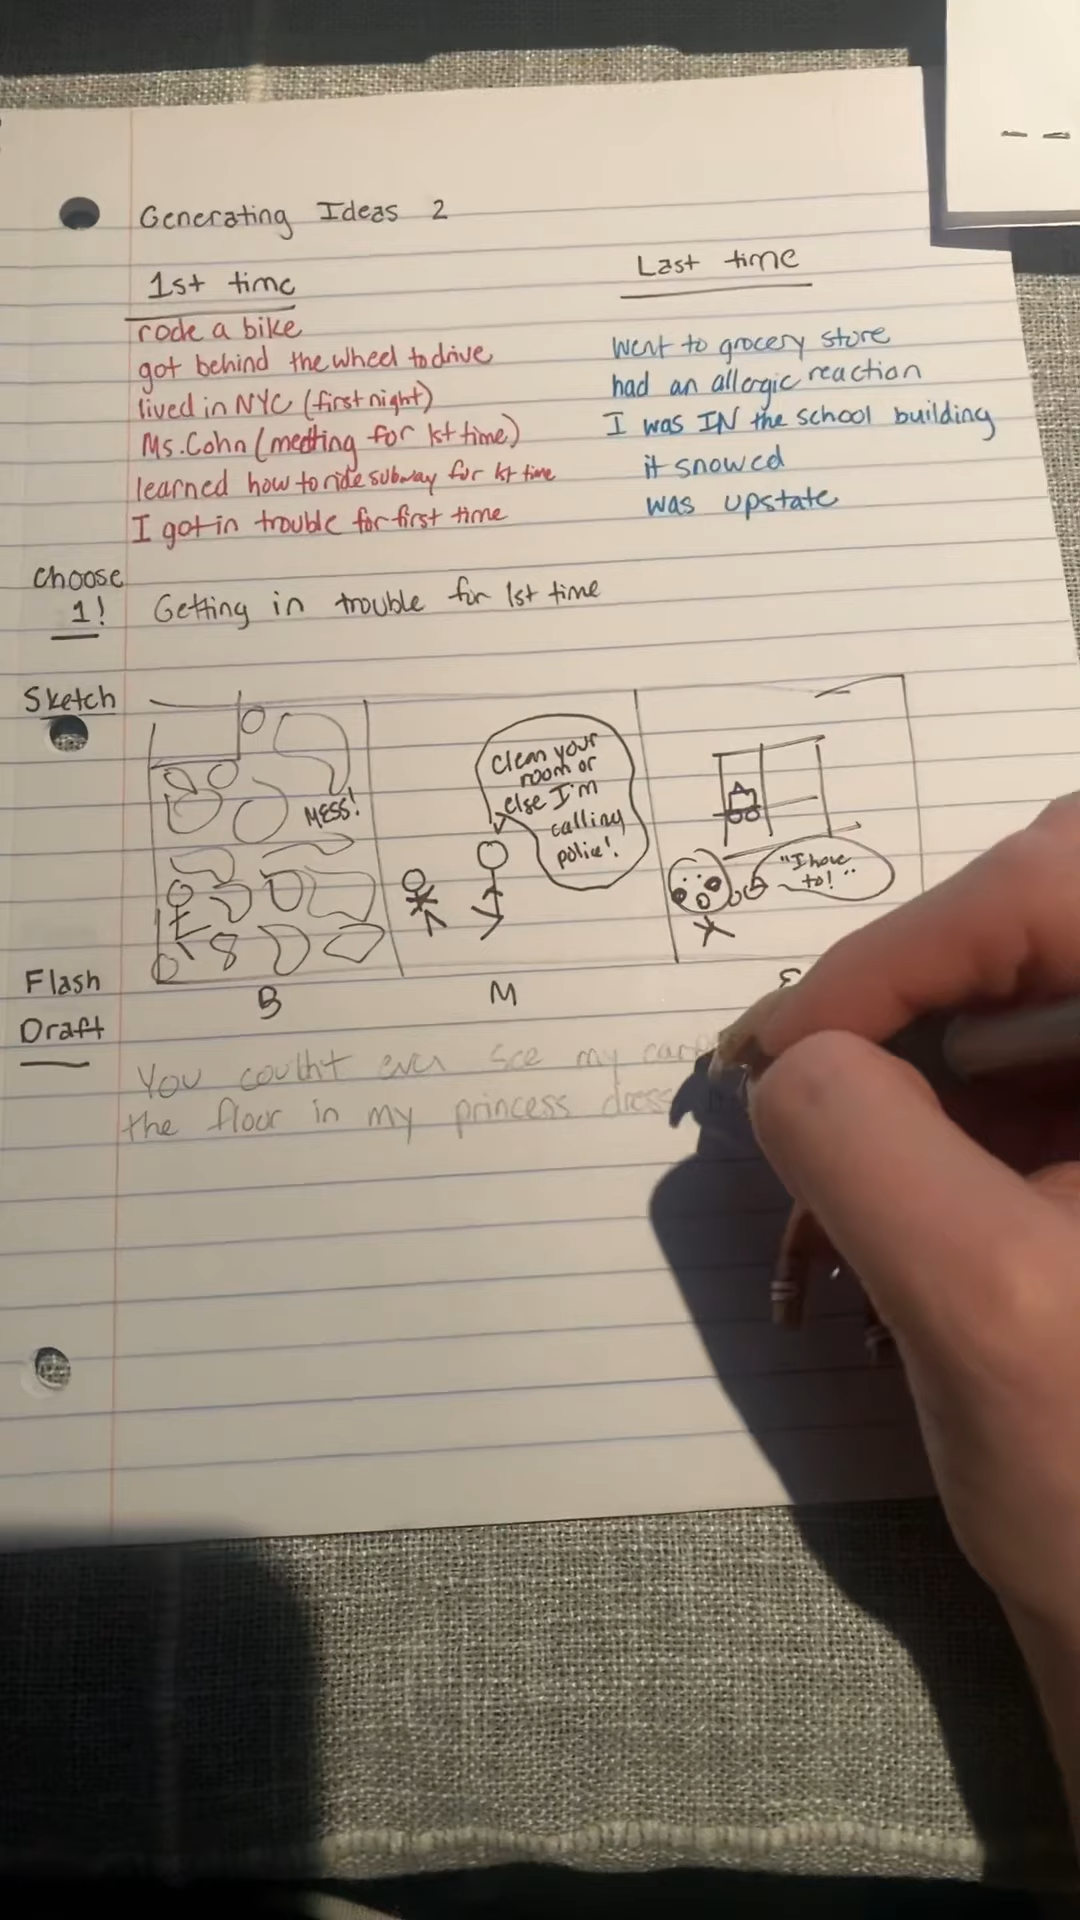 Generating Ideas 2
1st time
rode a bike
got behind the wheel to drive
lived in NYC (first night)
Ms. Cohn (meeting for 1st time)
learned how to ride subway for 1st time
I got in trouble for first time
Last time
went to grocery store
had an allergic reaction
I was IN the school building
it snowed
was upstate
Choose
1!
Getting in trouble for 1st time
Sketch
MESS!
clean your
room or
else I'm
calling
police!
"I have
to!"
B
M
E
Flash
Draft
You couldn't even see my
the floor in my princess dress